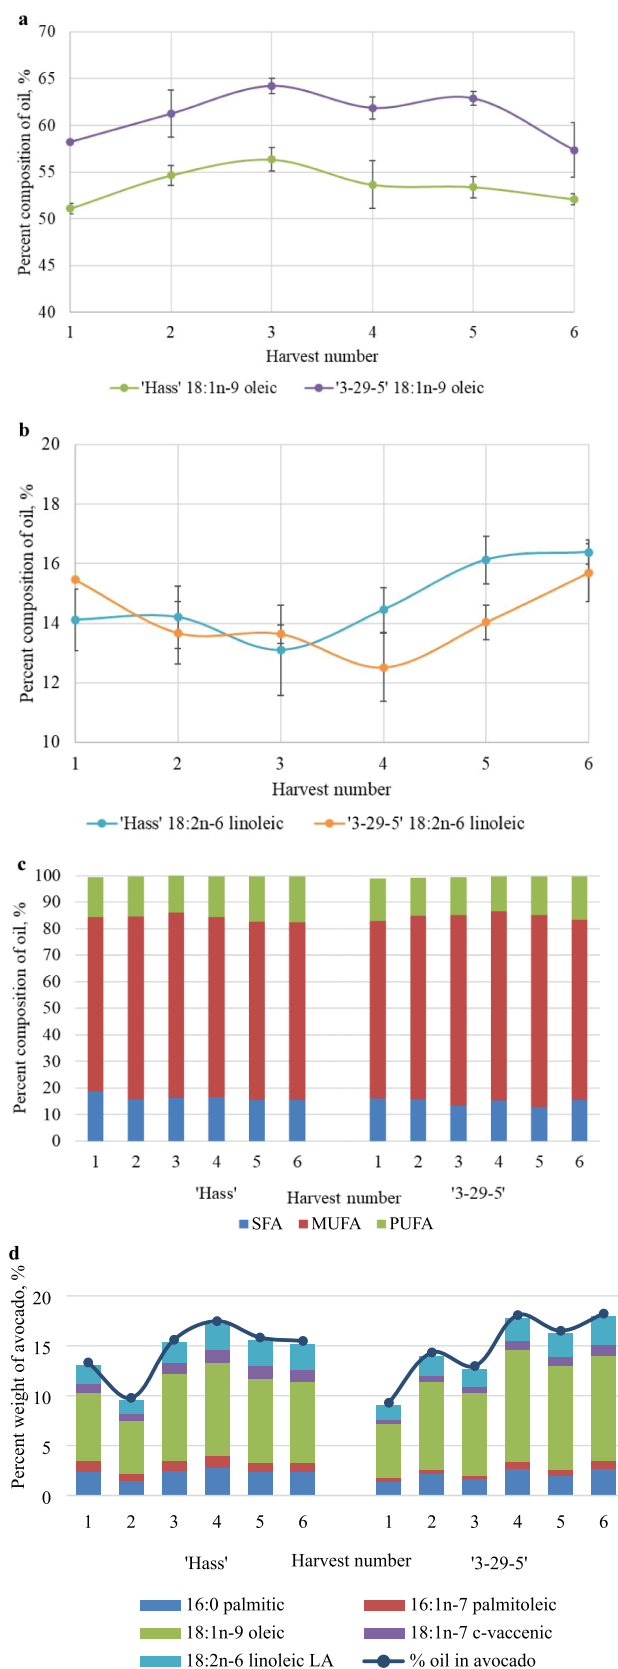 a
Percent composition of oil, %
70
65
60
55
50
45
40
1 2 3 4 5 6
Harvest number
'Hass' 18:1n-9 oleic '3-29-5' 18:1n-9 oleic
b
Percent composition of oil, %
20
18
16
14
12
10
1 2 3 4 5 6
Harvest number
'Hass' 18:2n-6 linoleic '3-29-5' 18:2n-6 linoleic
c
Percent composition of oil, %
100
90
80
70
60
50
40
30
20
10
0
1 2 3 4 5 6 1 2 3 4 5 6
'Hass' Harvest number '3-29-5'
SFA MUFA PUFA
d
Percent weight of avocado, %
20
15
10
5
0
1 2 3 4 5 6 1 2 3 4 5 6
'Hass' Harvest number '3-29-5'
16:0 palmitic 16:1n-7 palmitoleic
18:1n-9 oleic 18:1n-7 c-vaccenic
18:2n-6 linoleic LA % oil in avocado